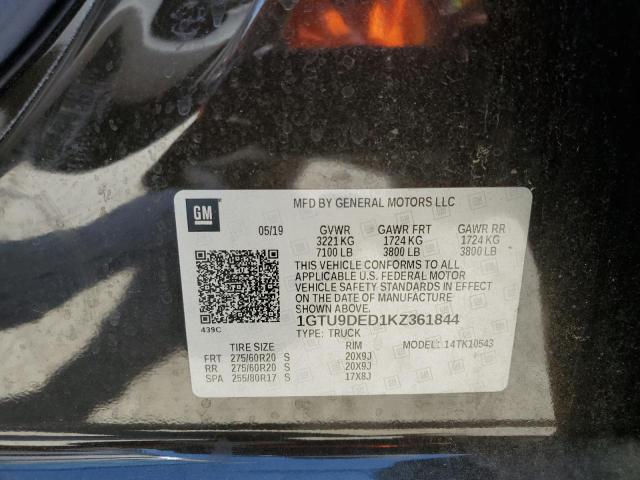 GM
MFD BY GENERAL MOTORS LLC
05/19 GVWR GAWR FRT GAWR RR
3221 KG 1724 KG 1724 KG
7100 LB 3800 LB 3800 LB
THIS VEHICLE CONFORMS TO ALL
APPLICABLE U.S. FEDERAL MOTOR
VEHICLE SAFETY STANDARDS IN EFFECT
ON THE DATE OF MANUFACTURE
SHOWN ABOVE.
1GTU9DED1KZ361844
439C TYPE: TRUCK
TIRE SIZE RIM MODEL: 14TK10543
FRT 275/60R20 S 20X9J
RR 275/60R20 S 20X9J
SPA 255/80R17 S 17X8J